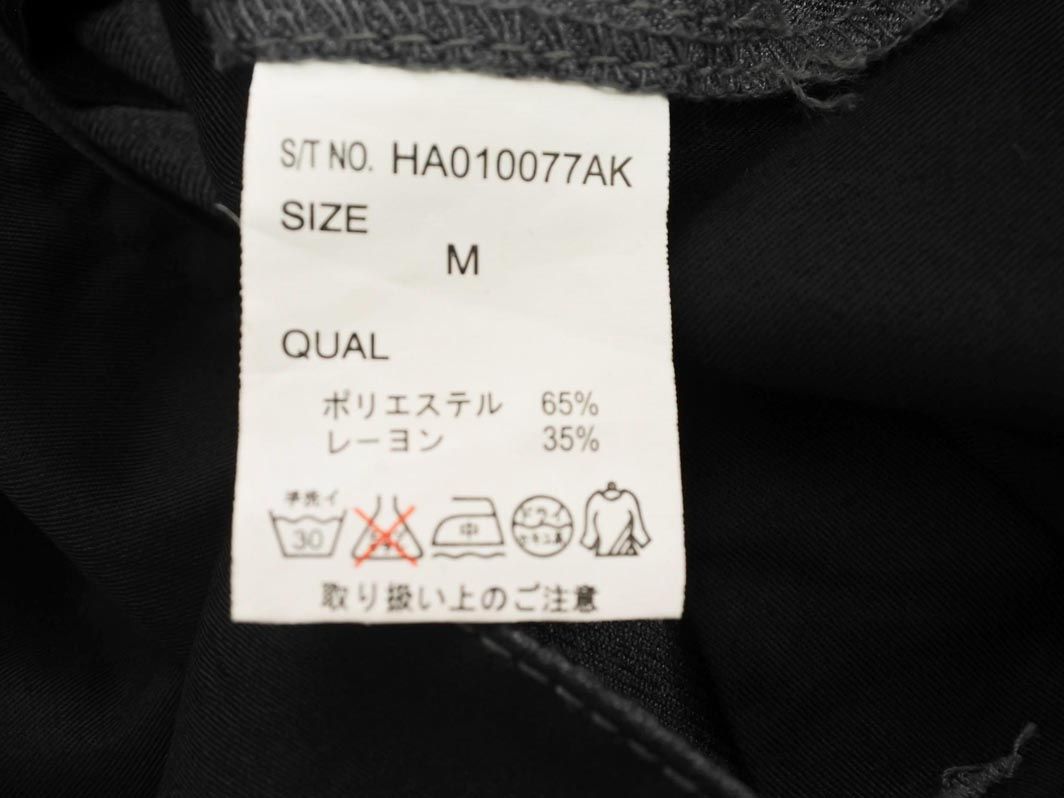 S/T NO. HA010077AK
SIZE
M
QUAL
ポリエステル 65%
レーヨン 35%
手洗イ
30
中
ドライ
セキユ系
取り扱い上のご注意